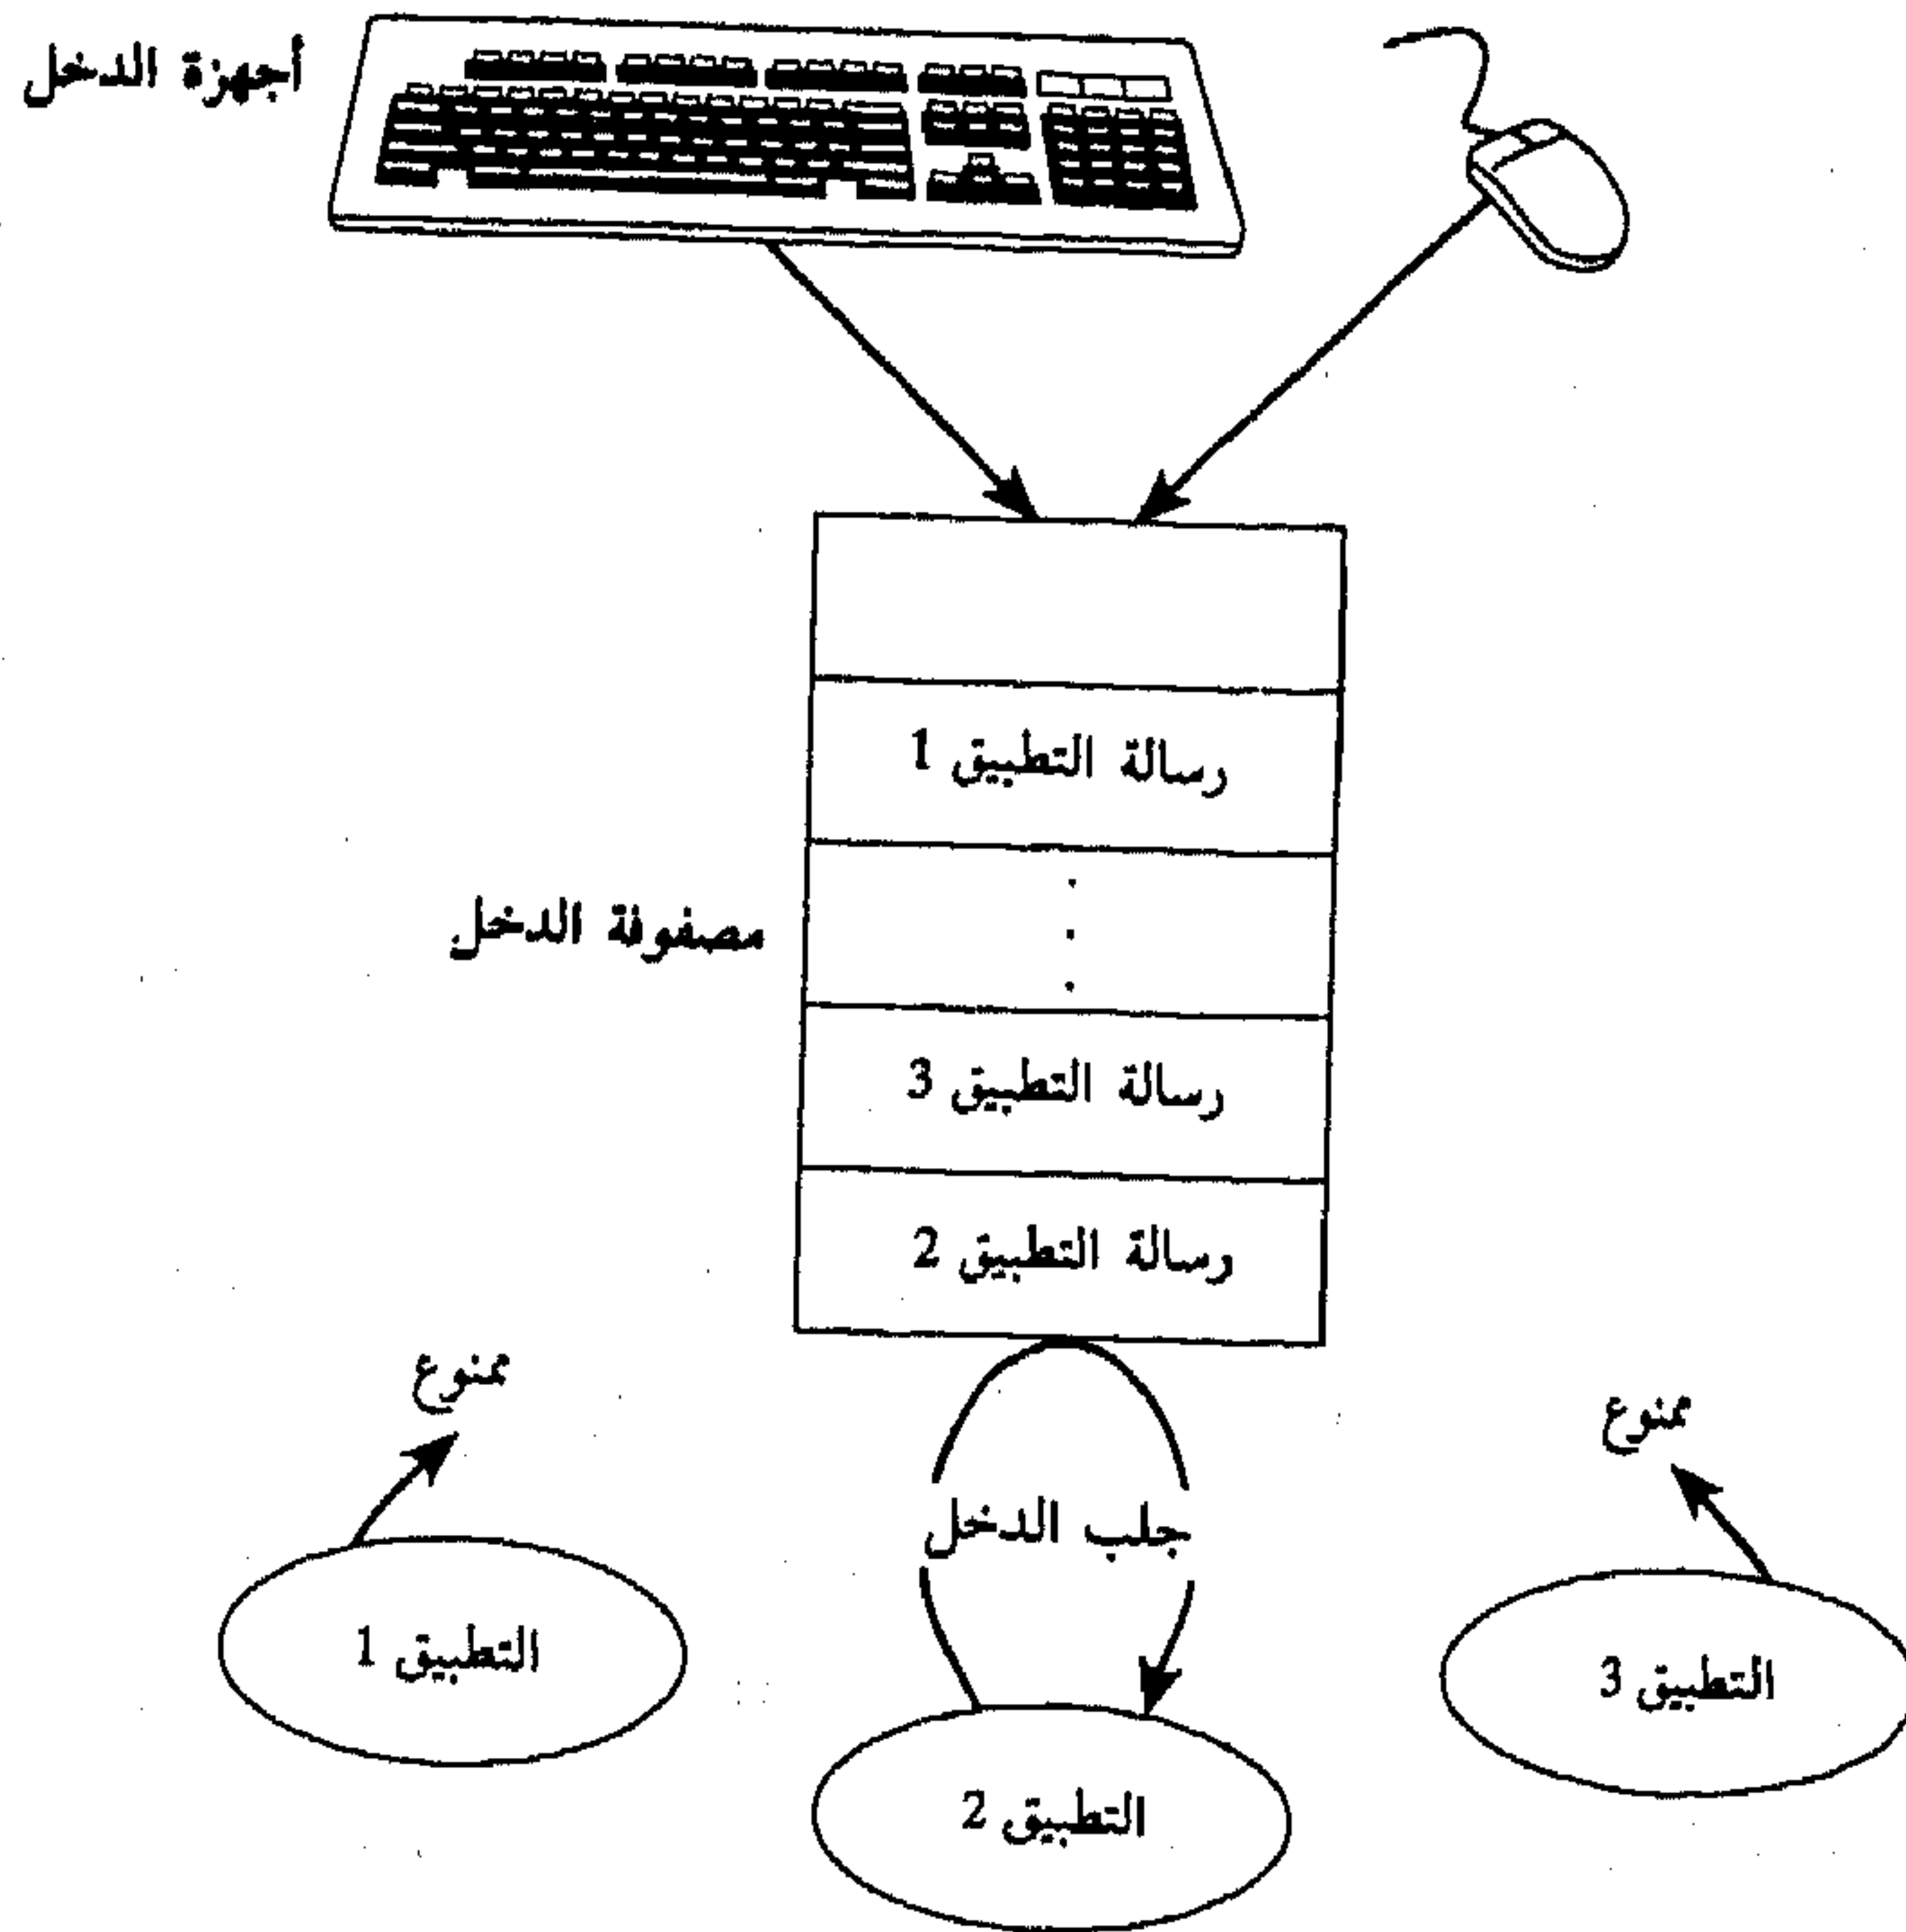 أجهزة الدخل
رسالة التطبيق 1
مصفوفة الدخل
رسالة التطبيق 3
رسالة التطبيق 2
ممنوع
ممنوع
جلب الدخل
التطبيق 1
التطبيق 3
التطبيق 2